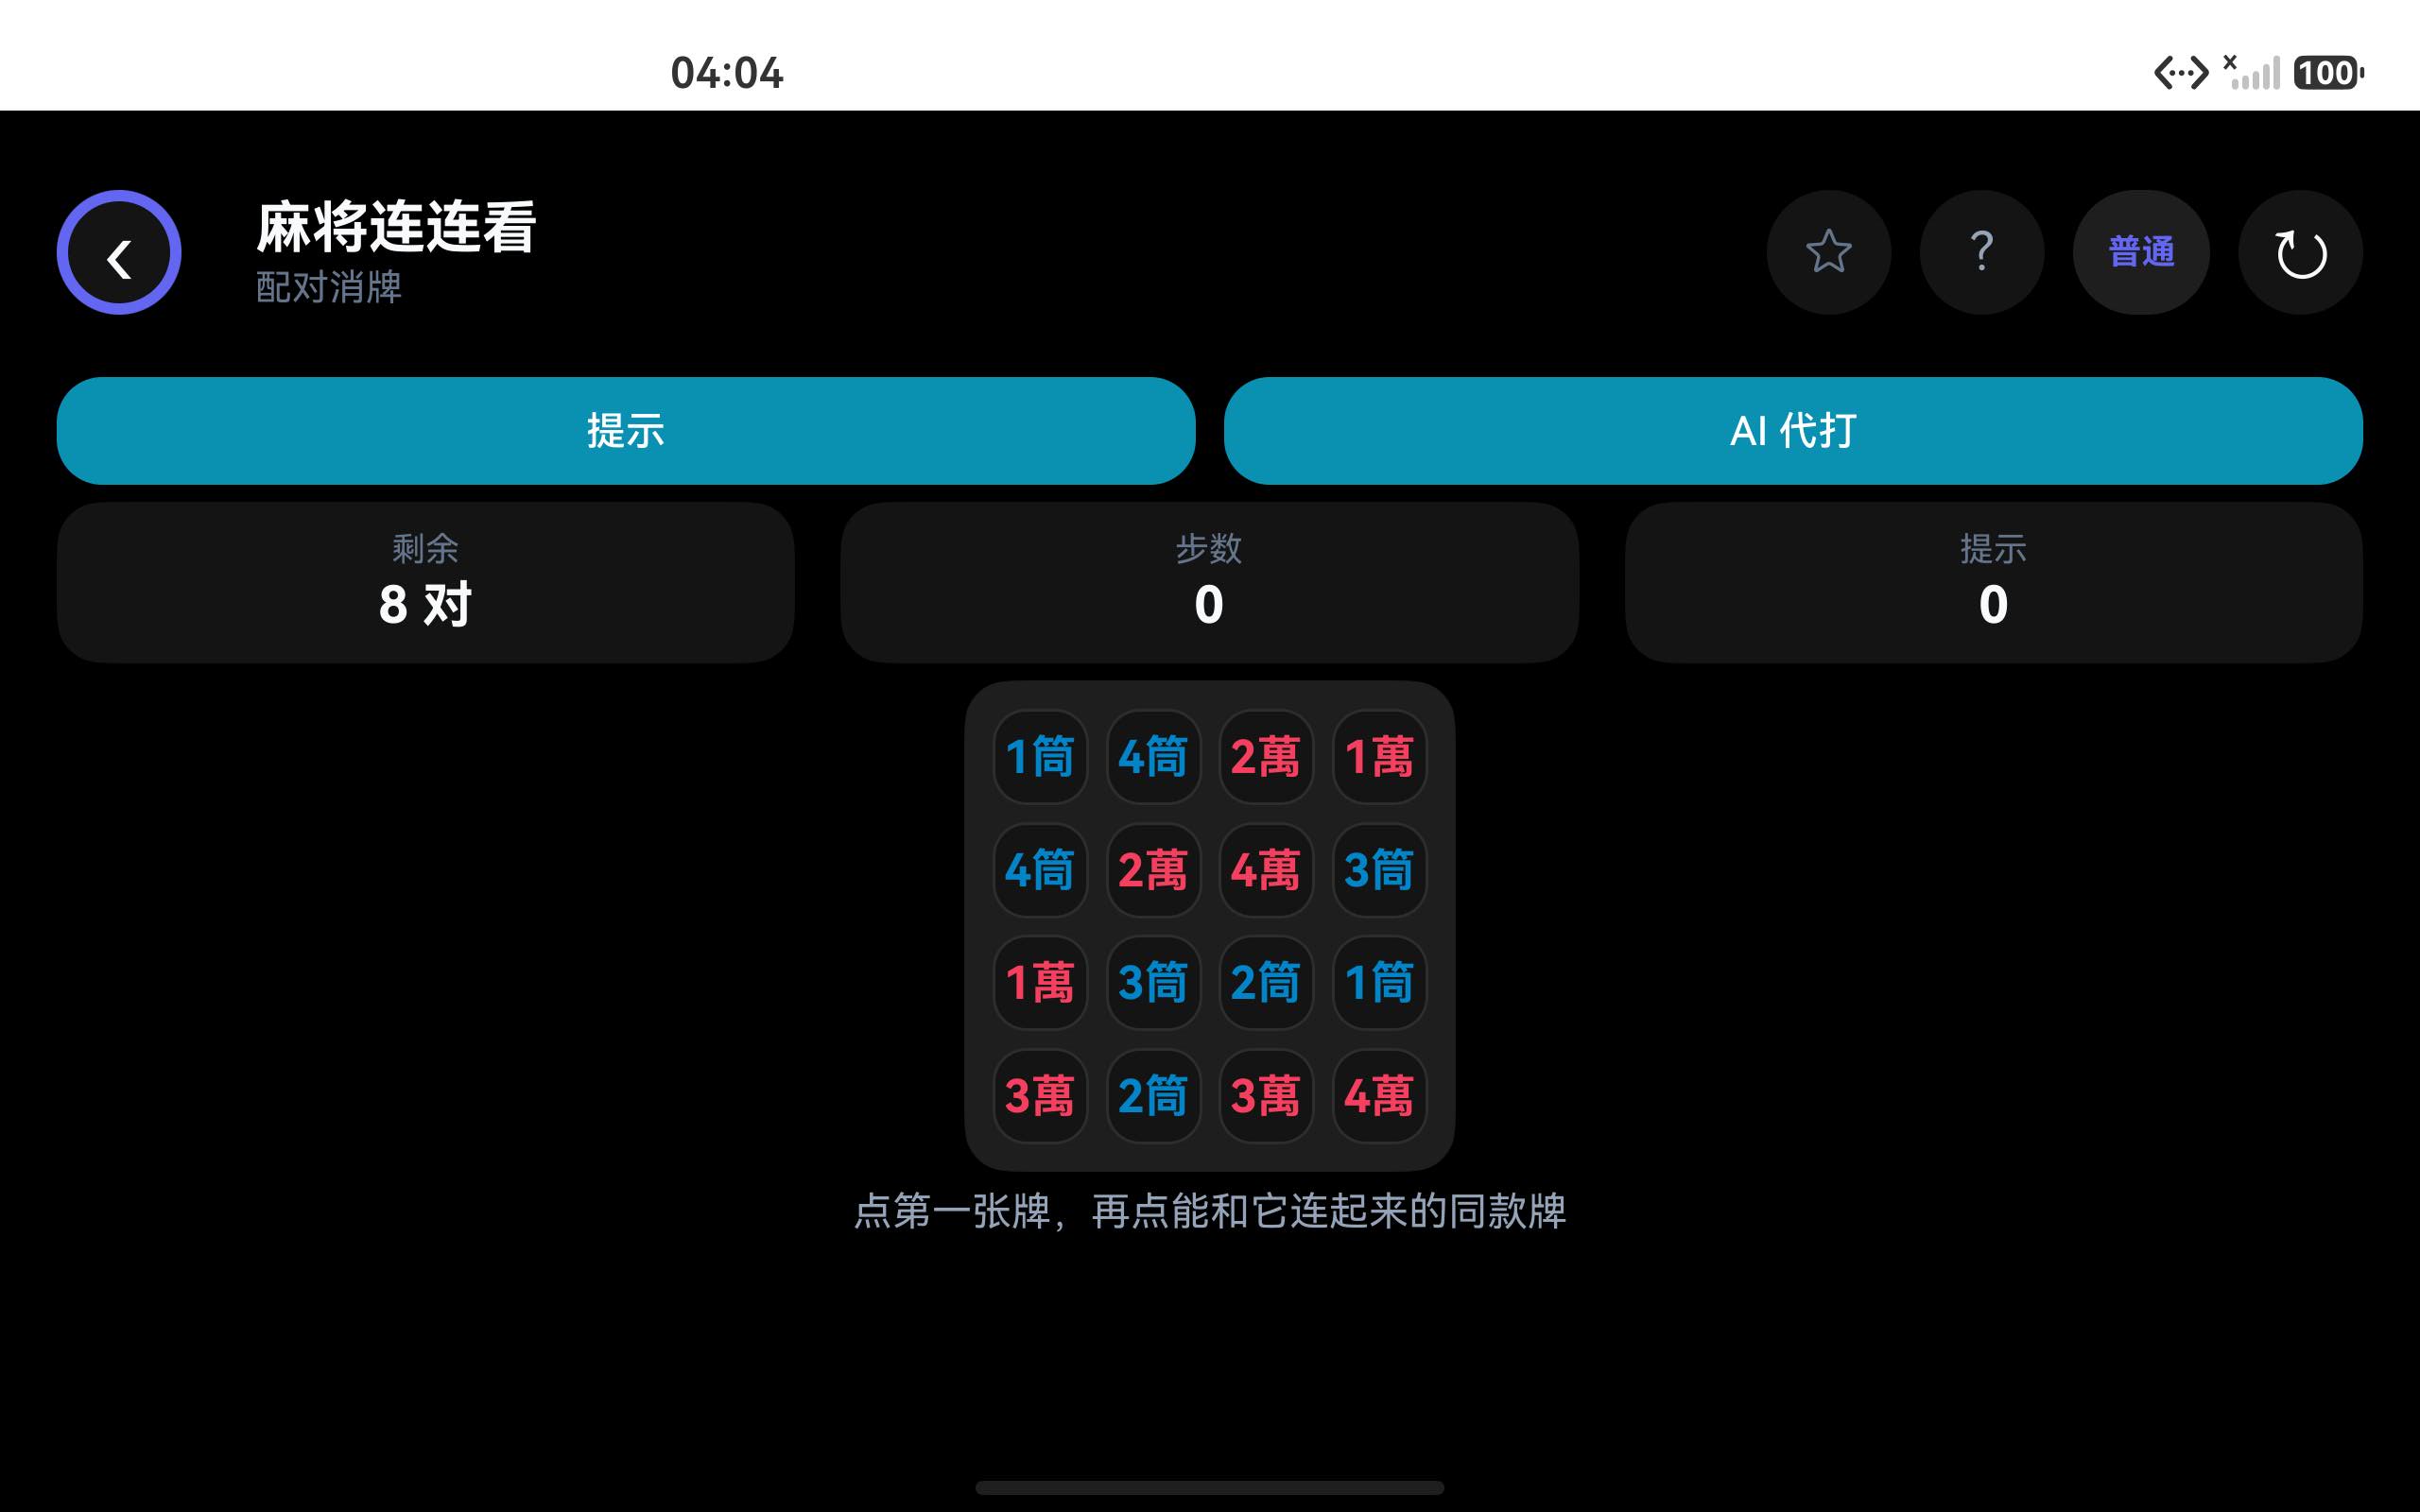 04:04
100
麻将连连看
配对消牌
?
普通
提示
AI 代打
剩余
8 对
步数
0
提示
0
1筒 4筒 2萬 1萬
4筒 2萬 4萬 3筒
1萬 3筒 2筒 1筒
3萬 2筒 3萬 4萬
点第一张牌，再点能和它连起来的同款牌